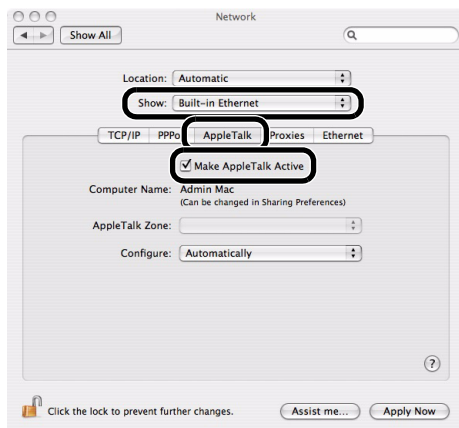 Network
Show All
Location: Automatic
Show: Built-in Ethernet
TCP/IP PPPo AppleTalk Proxies Ethernet
Make AppleTalk Active
Computer Name: Admin Mac
(Can be changed in Sharing Preferences)
AppleTalk Zone:
Configure: Automatically
?
Click the lock to prevent further changes. Assist me... Apply Now